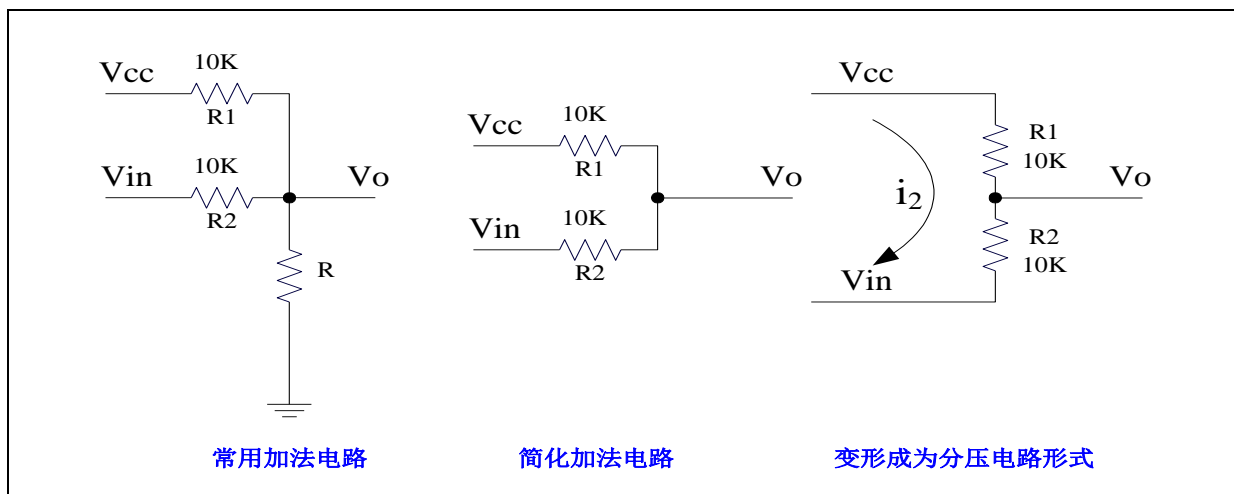 10K
Vcc
R1
10K
Vin
Vo
R2
R
常用加法电路
10K
Vcc
R1
Vo
10K
Vin
R2
简化加法电路
Vcc
R1
10K
Vo
i2
R2
10K
Vin
变形成为分压电路形式